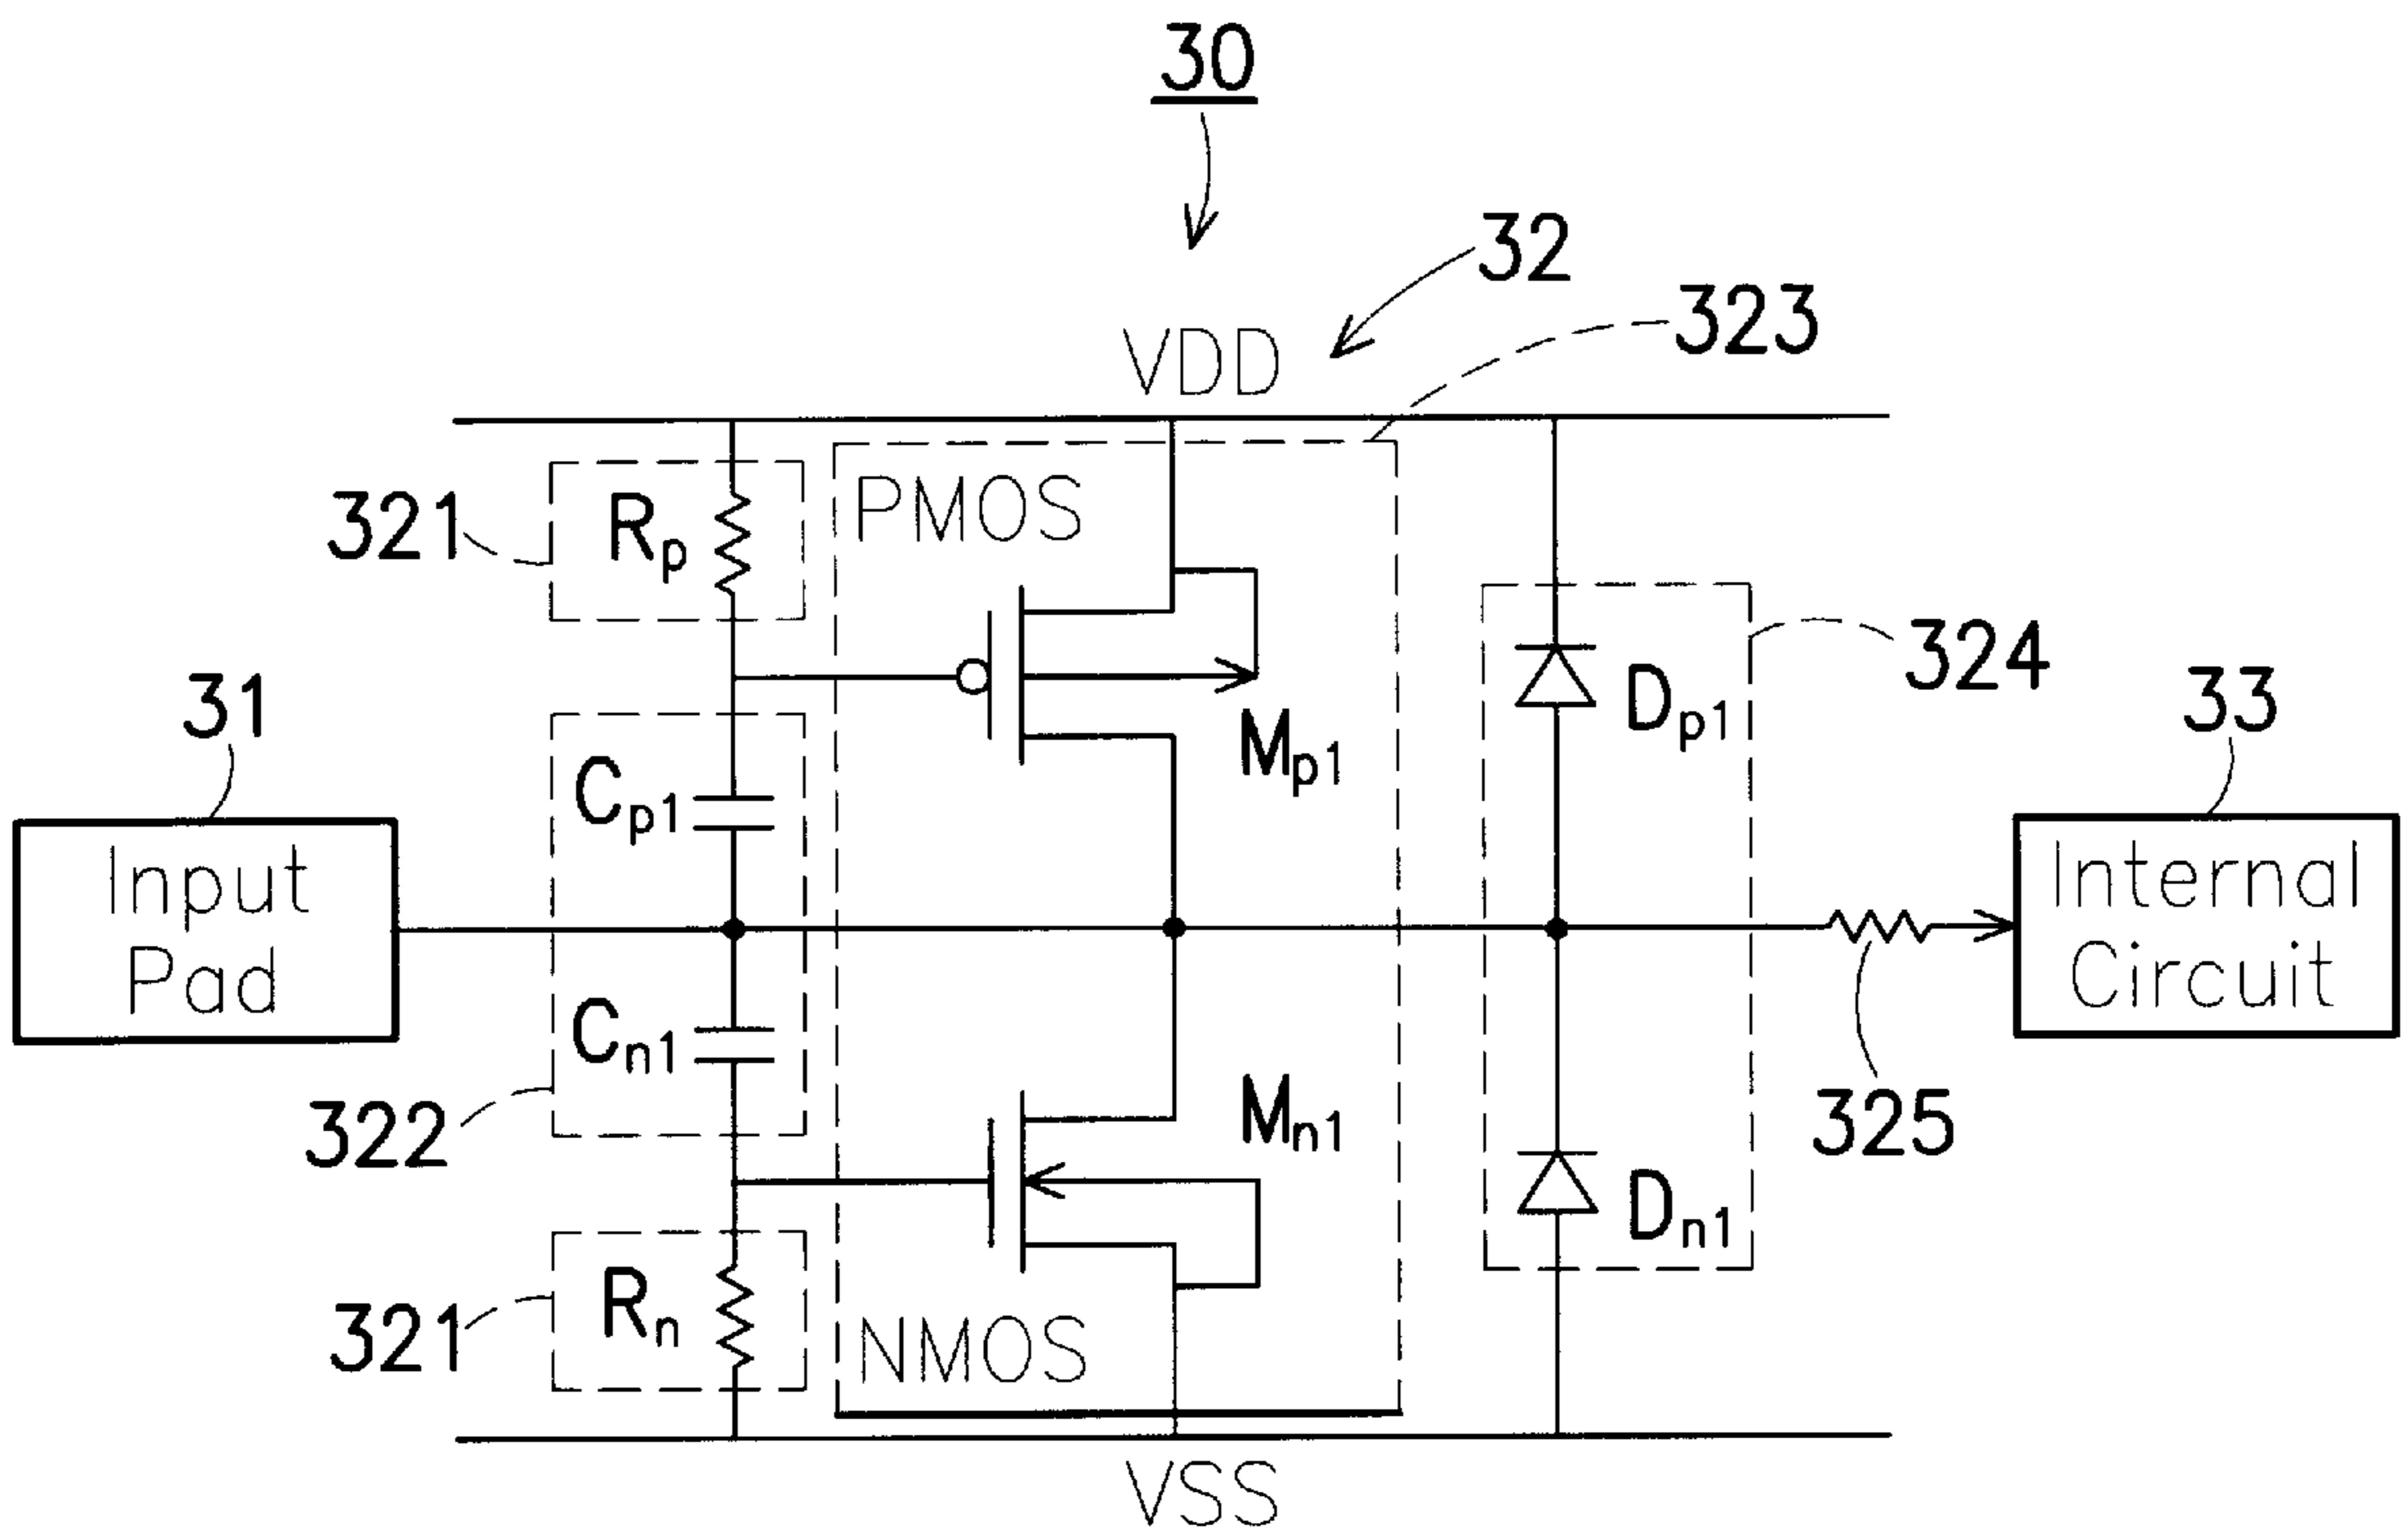 30
32
323
VDD
PMOS
321
Rp
324
31
Dp1
33
Mp1
Cp1
Input
Pad
Internal
Circuit
Cn1
322
Mn1
325
Dn1
321
Rn
NMOS
VSS